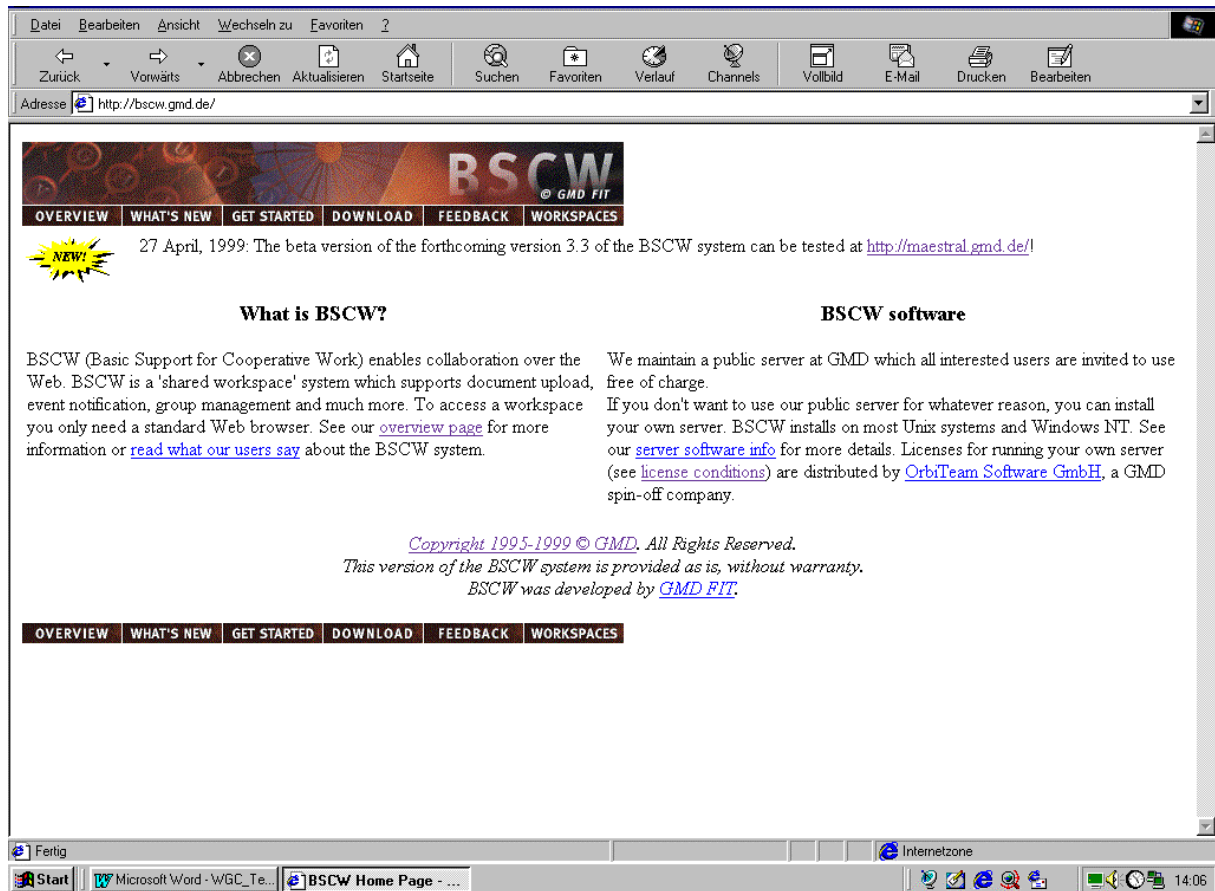 Datei Bearbeiten Ansicht Wechseln zu Favoriten ?
Zurück Vorwärts Abbrechen Aktualisieren Startseite Suchen Favoriten Verlauf Channels Vollbild E-Mail Drucken Bearbeiten
Adresse http://bscw.gmd.de/
BSCW
© GMD FIT
OVERVIEW WHAT'S NEW GET STARTED DOWNLOAD FEEDBACK WORKSPACES
NEW! 27 April, 1999: The beta version of the forthcoming version 3.3 of the BSCW system can be tested at http://maestral.gmd.de/!
What is BSCW?
BSCW (Basic Support for Cooperative Work) enables collaboration over the
Web. BSCW is a 'shared workspace' system which supports document upload,
event notification, group management and much more. To access a workspace
you only need a standard Web browser. See our overview page for more
information or read what our users say about the BSCW system.
BSCW software
We maintain a public server at GMD which all interested users are invited to use
free of charge.
If you don't want to use our public server for whatever reason, you can install
your own server. BSCW installs on most Unix systems and Windows NT. See
our server software info for more details. Licenses for running your own server
(see license conditions) are distributed by OrbiTeam Software GmbH, a GMD
spin-off company.
Copyright 1995-1999 © GMD. All Rights Reserved.
This version of the BSCW system is provided as is, without warranty.
BSCW was developed by GMD FIT.
OVERVIEW WHAT'S NEW GET STARTED DOWNLOAD FEEDBACK WORKSPACES
Fertig Internetzone
Start Microsoft Word - WGC_Te... BSCW Home Page - ... 14:06